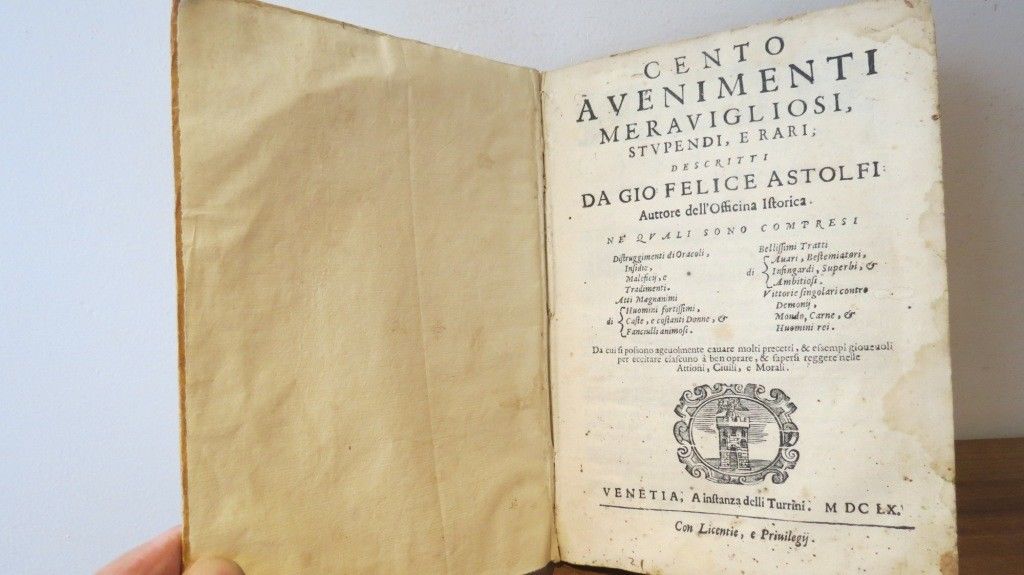 CENTO
AVENIMENTI
MERAVIGLIOSI,
STVPENDI, E RARI;
DESCRITTI
DA GIO FELICE ASTOLFI:
Auttore dell'Officina Istorica.
NE' QVALI SONO COMPRESI
Distruggimenti di Oracoli,
Insidie,
Maleficij, e
Tradimenti.
Atti Magnanimi
di
Huomini fortissimi,
Caste, e costanti Donne, &
Fanciulli animosi.
Bellissimi Tratti
di
Auari, Bestemiatori,
Infingardi, Superbi, &
Ambitiosi.
Vittorie singolari contro
Demonij,
Mondo, Carne, &
Huomini rei.
Da cui si possono ageuolmente cauare molti precetti, & essempi gioueuoli
per eccitare ciascuno à ben oprare, & sapersi reggere nelle
Attioni, Ciuili, e Morali.
VENETIA, A instanza delli Turrini. MDCLX.
Con Licentie, e Priuilegij.